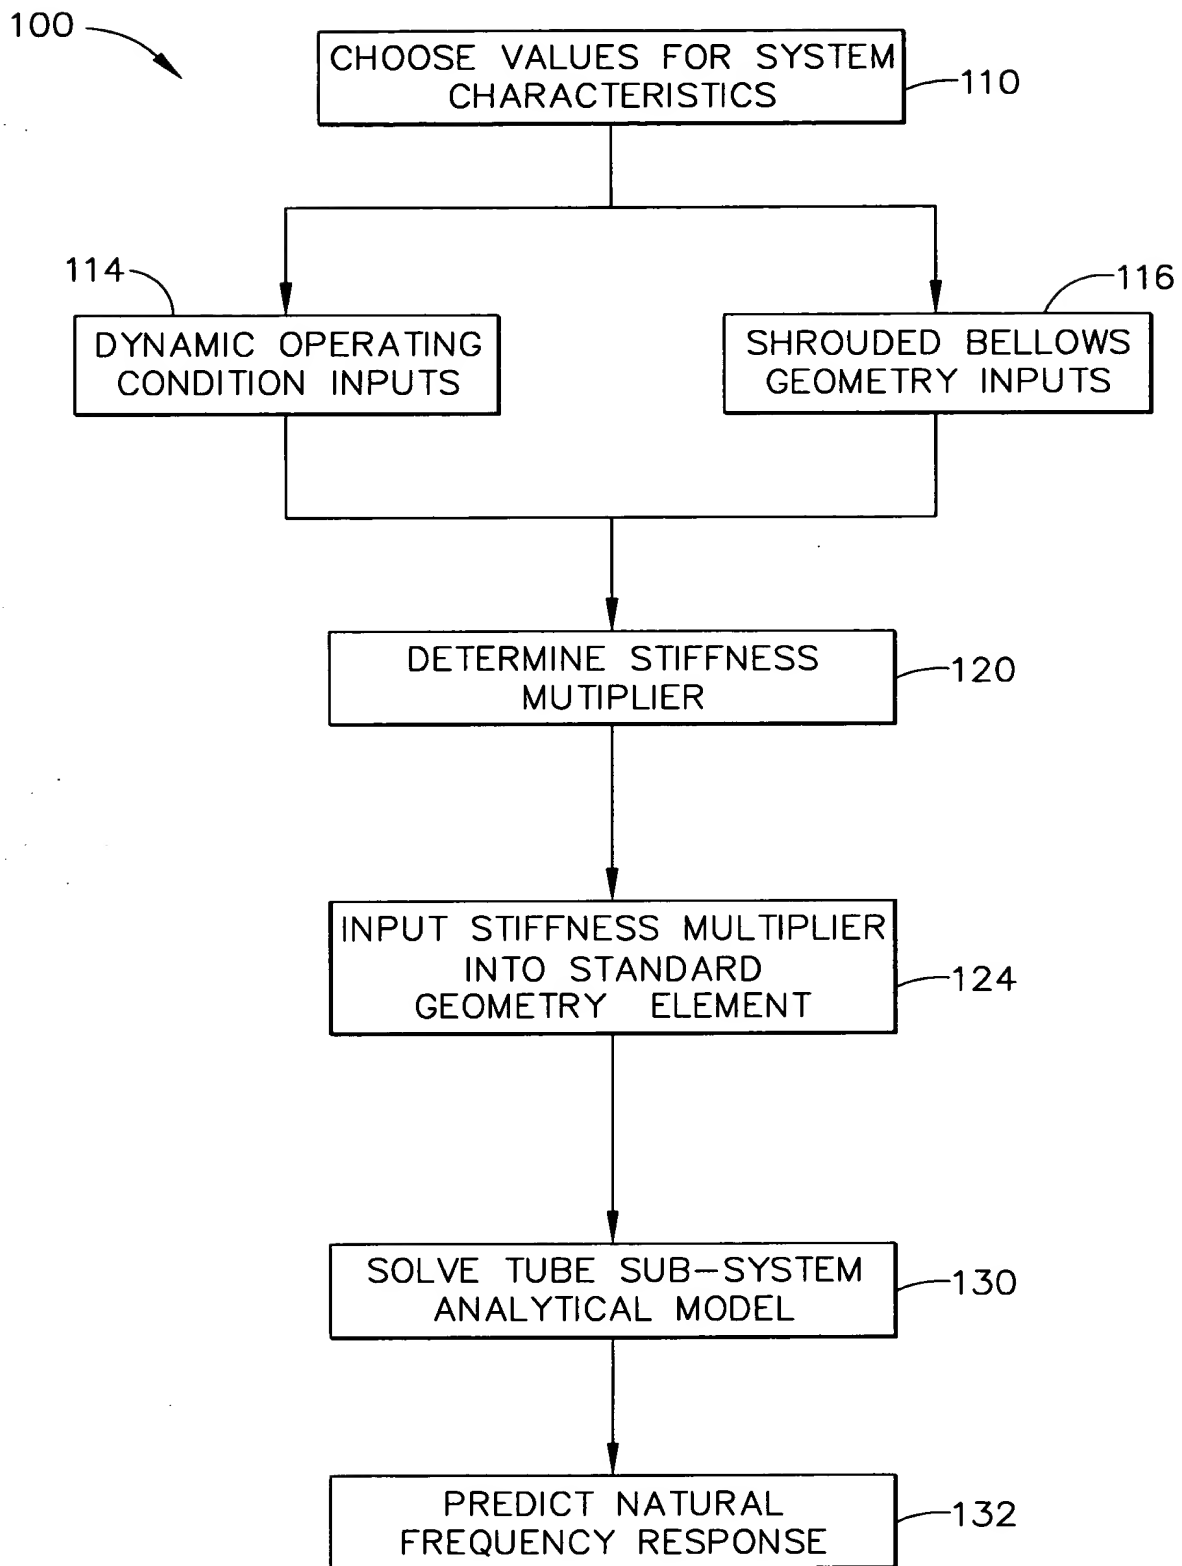 100
CHOOSE VALUES FOR SYSTEM
CHARACTERISTICS
110
114
116
DYNAMIC OPERATING
CONDITION INPUTS
SHROUDED BELLOWS
GEOMETRY INPUTS
DETERMINE STIFFNESS
MUTIPLIER
120
INPUT STIFFNESS MULTIPLIER
INTO STANDARD
GEOMETRY ELEMENT
124
SOLVE TUBE SUB-SYSTEM
ANALYTICAL MODEL
130
PREDICT NATURAL
FREQUENCY RESPONSE
132